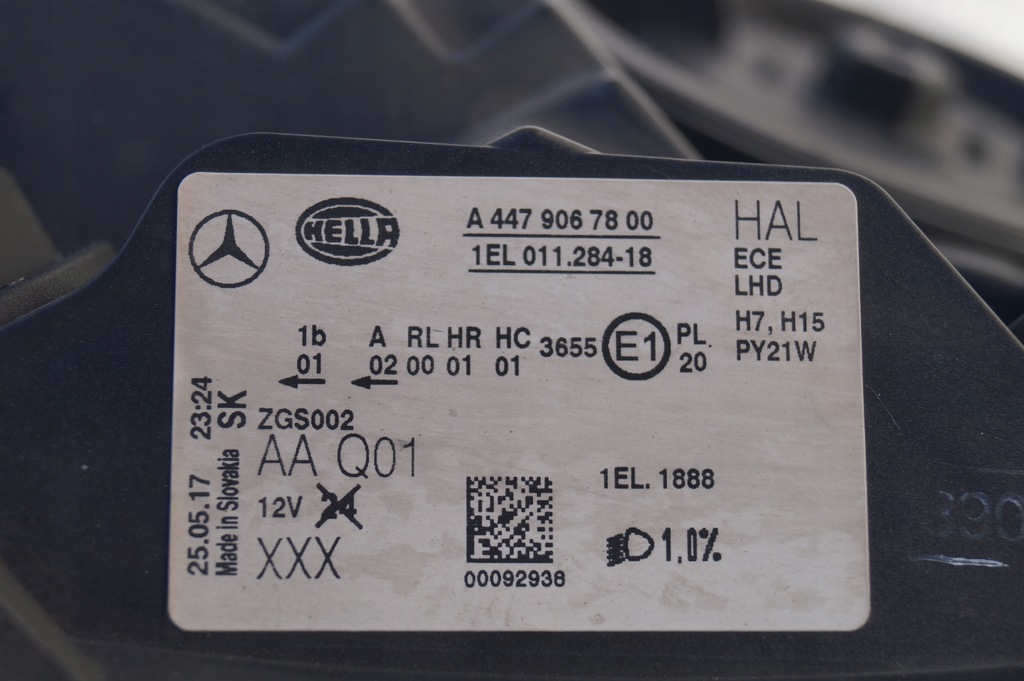 HELLA
A 447 906 78 00
1EL 011.284-18
HAL
ECE
LHD
H7, H15
PY21W
1b A RL HR HC 3655 E1 PL
01 02 00 01 01 20
ZGS002
AA Q01
12V 24
XXX
25.05.17 23:24
Made in Slovakia SK
00092938
1EL. 1888
1,0%